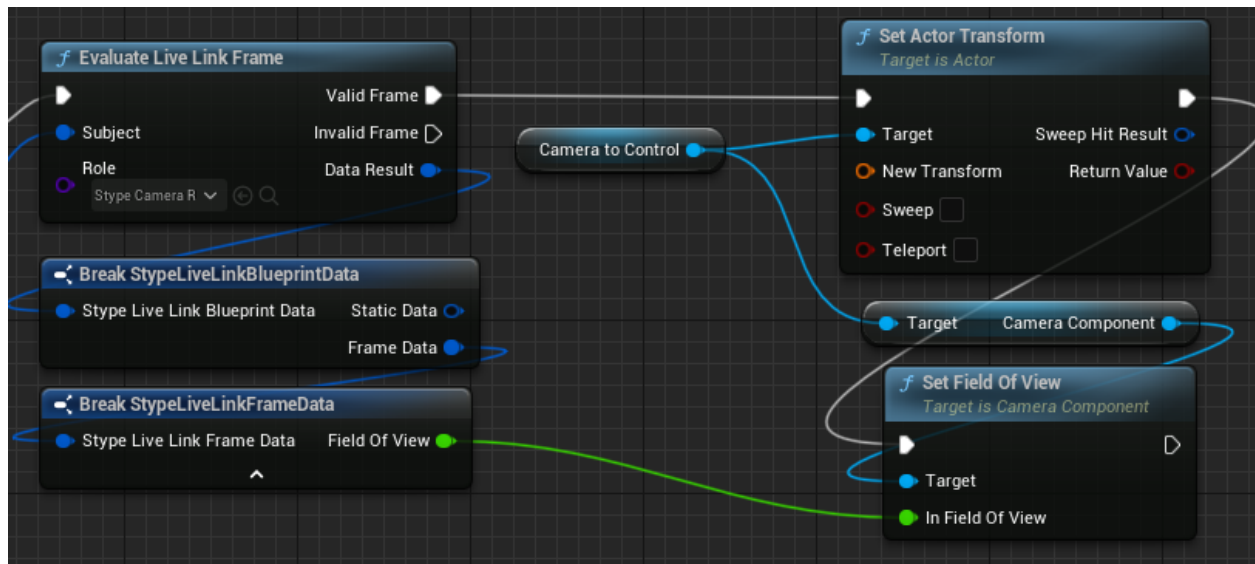 Evaluate Live Link Frame
Valid Frame
Subject
Invalid Frame
Role
Stype Camera R
Data Result
Break StypeLiveLinkBlueprintData
Stype Live Link Blueprint Data
Static Data
Frame Data
Break StypeLiveLinkFrameData
Stype Live Link Frame Data
Field Of View
Camera to Control
Set Actor Transform
Target is Actor
Target
Sweep Hit Result
New Transform
Return Value
Sweep
Teleport
Target
Camera Component
Set Field Of View
Target is Camera Component
Target
In Field Of View